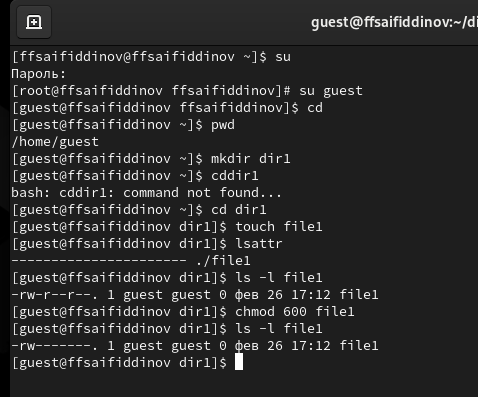 guest@ffsaifiddinov:~/di
[ffsaifiddinov@ffsaifiddinov ~]$ su
Пароль:
[root@ffsaifiddinov ffsaifiddinov]# su guest
[guest@ffsaifiddinov ffsaifiddinov]$ cd
[guest@ffsaifiddinov ~]$ pwd
/home/guest
[guest@ffsaifiddinov ~]$ mkdir dir1
[guest@ffsaifiddinov ~]$ cddir1
bash: cddir1: command not found...
[guest@ffsaifiddinov ~]$ cd dir1
[guest@ffsaifiddinov dir1]$ touch file1
[guest@ffsaifiddinov dir1]$ lsattr
---------------------- ./file1
[guest@ffsaifiddinov dir1]$ ls -l file1
-rw-r--r--. 1 guest guest 0 фев 26 17:12 file1
[guest@ffsaifiddinov dir1]$ chmod 600 file1
[guest@ffsaifiddinov dir1]$ ls -l file1
-rw-------. 1 guest guest 0 фев 26 17:12 file1
[guest@ffsaifiddinov dir1]$